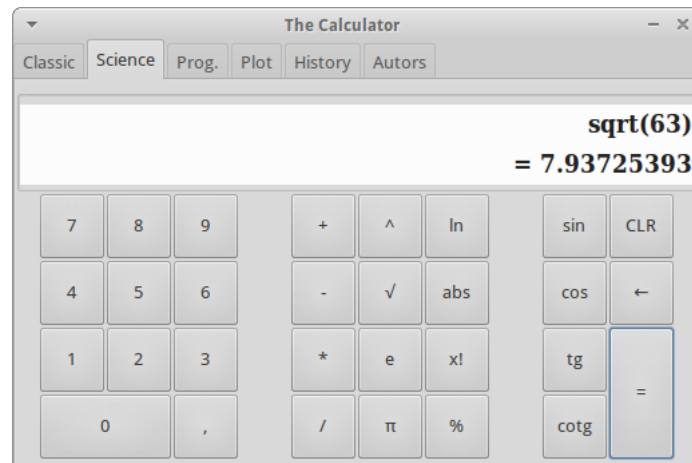 The Calculator
Classic Science Prog. Plot History Autors
sqrt(63)
= 7.93725393
7 8 9 + ^ ln sin CLR
4 5 6 - √ abs cos ←
1 2 3 * e x! tg
=
0 , / π % cotg